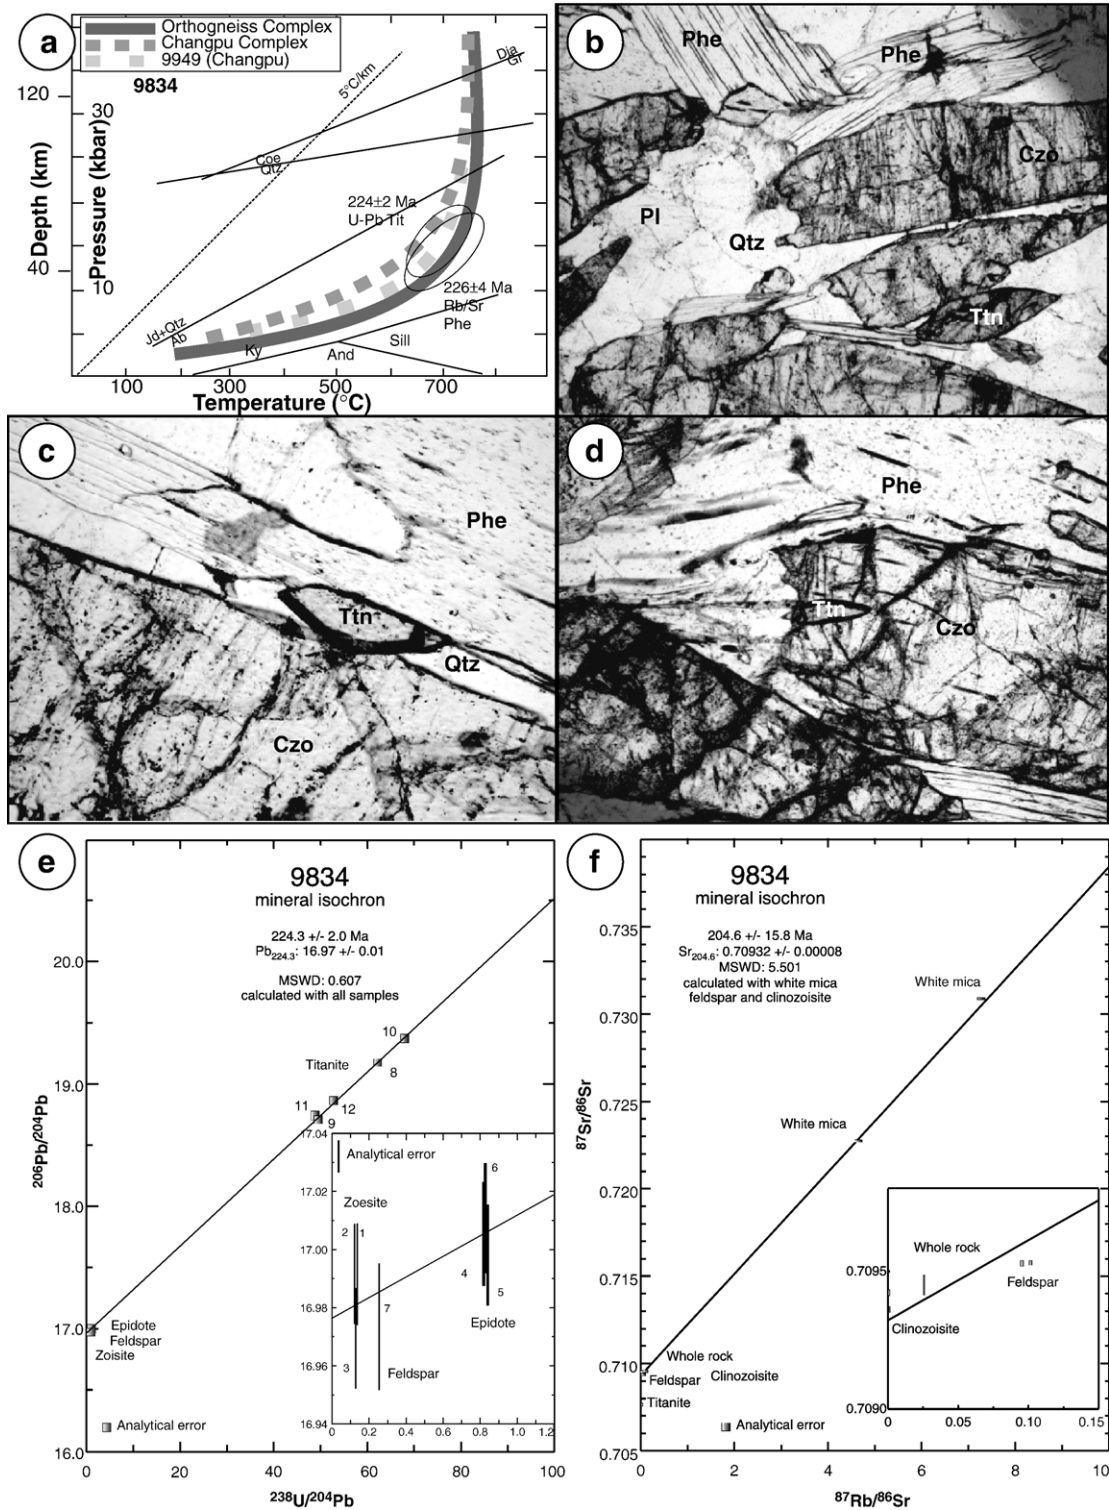 a
Orthogneiss Complex
Changpu Complex
9949 (Changpu)
9834
5°C/km
Dia
Gr
120
30
Coe
Qtz
Depth (km)
Pressure (kbar)
224±2 Ma
U-Pb Tit
40
10
226±4 Ma
Rb/Sr
Phe
Jd+Qtz
Ab
Ky
And
Sill
100
300
500
700
Temperature (°C)
b
Phe
Phe
Czo
Pl
Qtz
Ttn
c
Phe
Ttn
Qtz
Czo
d
Phe
Ttn
Czo
e
9834
mineral isochron
224.3 +/- 2.0 Ma
Pb224.3: 16.97 +/- 0.01
MSWD: 0.607
calculated with all samples
20.0
10
Titanite
8
19.0
11
12
9
206Pb/204Pb
17.04
Analytical error
6
17.02
Zoesite
2
1
18.0
17.00
4
5
16.98
7
Epidote
17.0
Epidote
Feldspar
Zoisite
3
Feldspar
16.96
Analytical error
16.94
0
0.2
0.4
0.6
0.8
1.0
1.2
16.0
0
20
40
60
80
100
238U/204Pb
f
9834
mineral isochron
204.6 +/- 15.8 Ma
Sr204.6: 0.70932 +/- 0.00008
MSWD: 5.501
calculated with white mica
feldspar and clinozoisite
0.735
White mica
0.730
0.725
87Sr/86Sr
White mica
0.720
Whole rock
0.7095
Feldspar
0.715
Clinozoisite
0.710
Whole rock
Feldspar
Clinozoisite
Titanite
0.7090
0
0.05
0.10
0.15
Analytical error
0.705
0
2
4
6
8
10
87Rb/86Sr